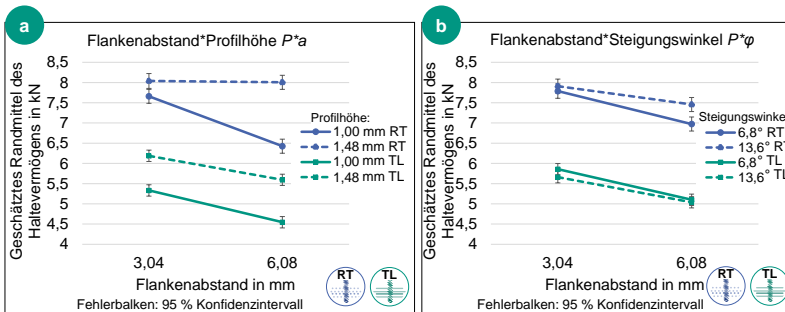 a
Flankenabstand*Profilhöhe P*a
Geschätztes Randmittel des
Haltevermögens in kN
8,5
8
7,5
7
6,5
6
5,5
5
4,5
4
Profilhöhe:
1,00 mm RT
1,48 mm RT
1,00 mm TL
1,48 mm TL
3,04
6,08
Flankenabstand in mm
Fehlerbalken: 95 % Konfidenzintervall
RT
TL
b
Flankenabstand*Steigungswinkel P*φ
Geschätztes Randmittel des
Haltevermögens in kN
8,5
8
7,5
7
6,5
6
5,5
5
4,5
4
Steigungswinke
6,8° RT
13,6° RT
6,8° TL
13,6° TL
3,04
6,08
Flankenabstand in mm
Fehlerbalken: 95 % Konfidenzintervall
RT
TL